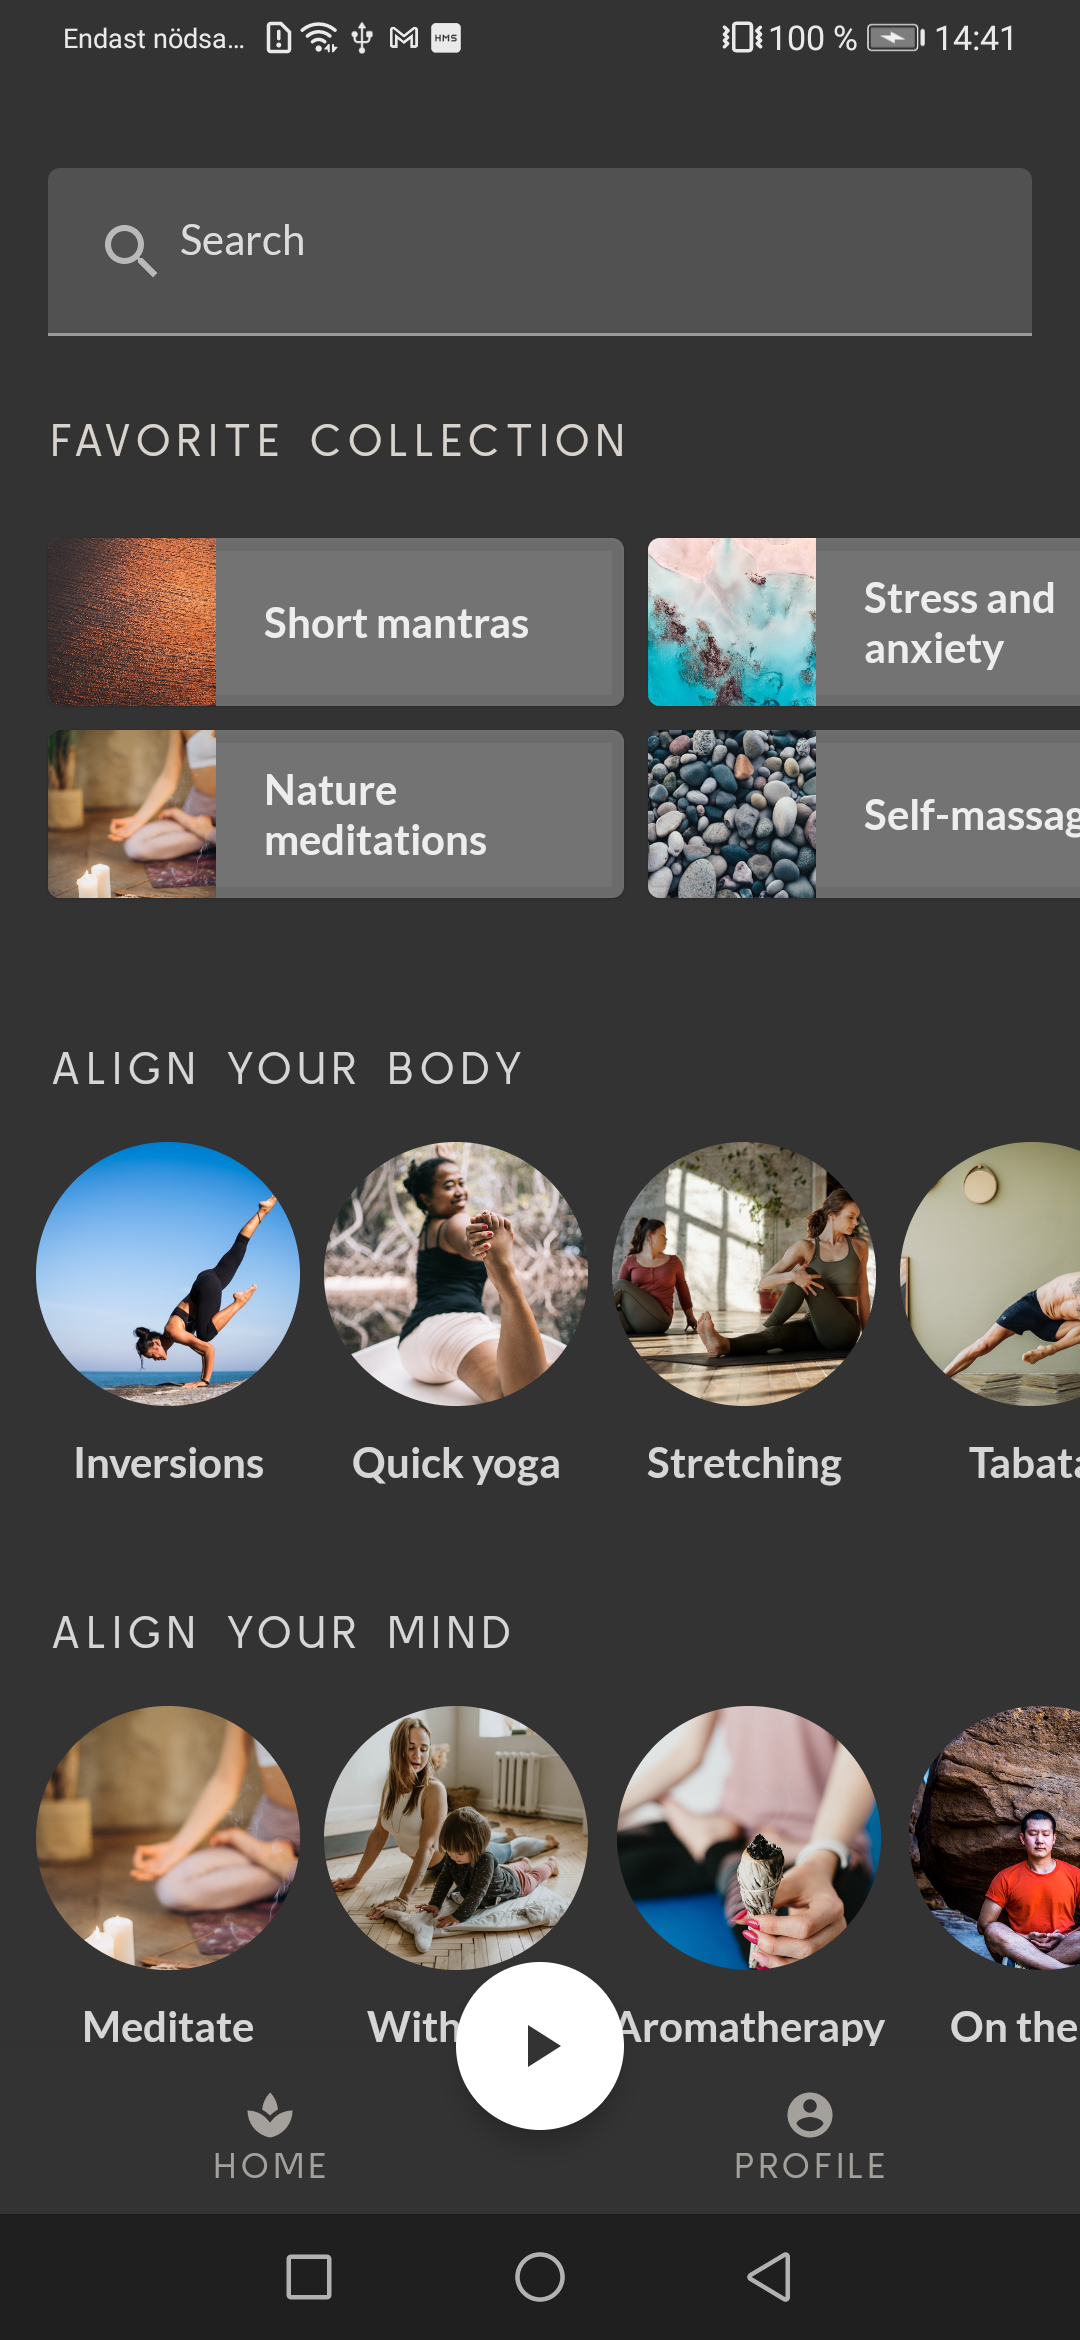 Endast nödsa... HMS 100 % 14:41
Search
FAVORITE COLLECTION
Short mantras
Stress and
anxiety
Nature
meditations
Self-massag
ALIGN YOUR BODY
Inversions Quick yoga Stretching Tabata
ALIGN YOUR MIND
Meditate With Aromatherapy On the
HOME PROFILE